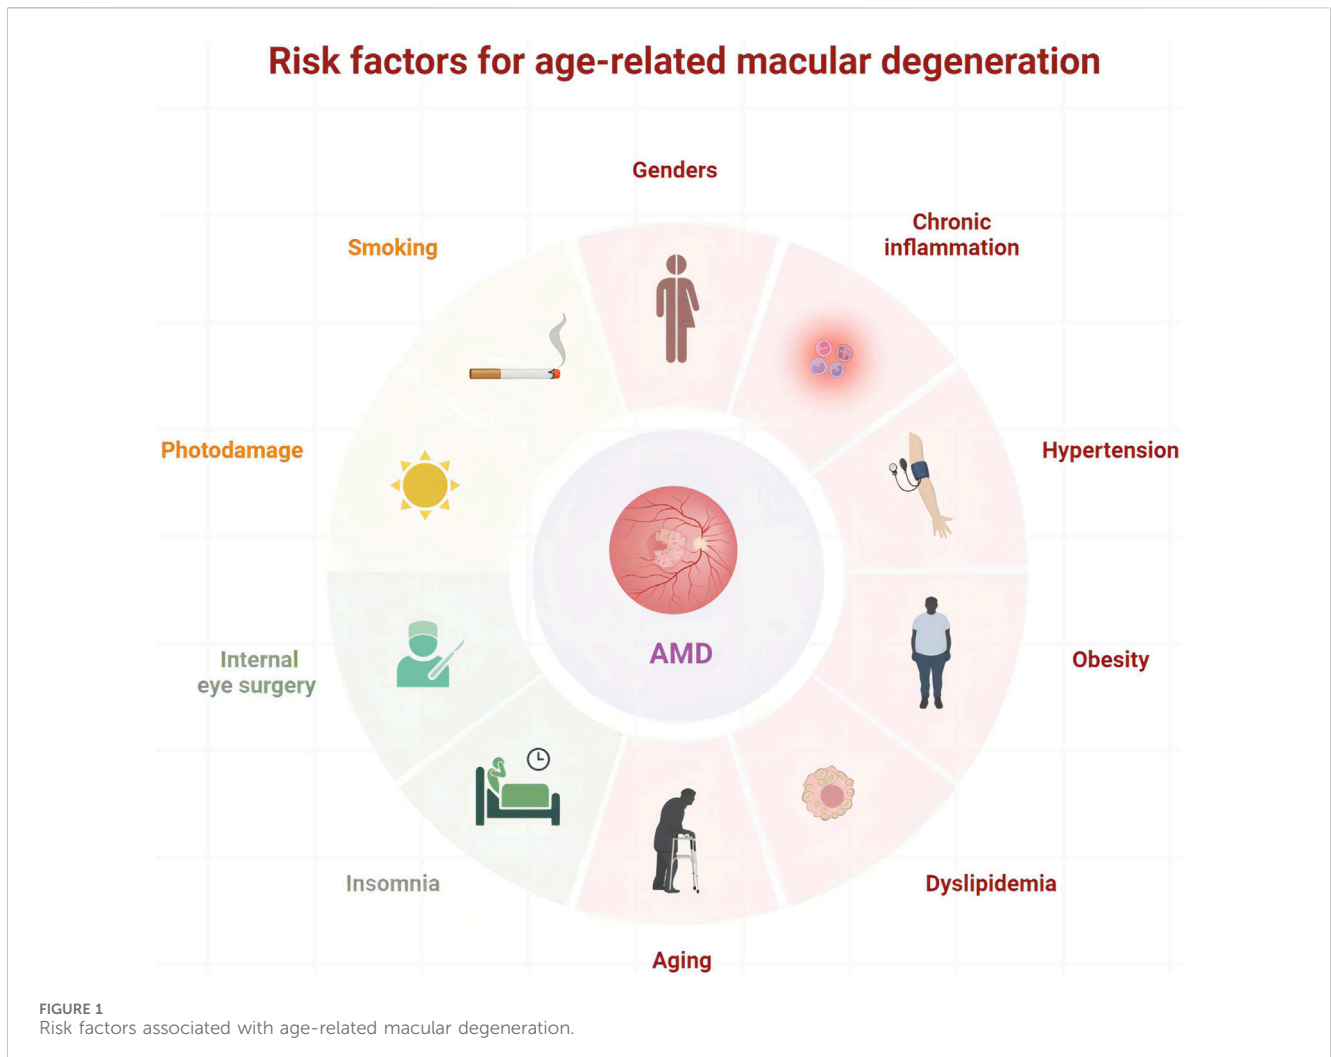 Risk factors for age-related macular degeneration
Genders
Chronic
inflammation
Smoking
Photodamage
Hypertension
AMD
Internal
eye surgery
Obesity
Insomnia
Dyslipidemia
Aging
FIGURE 1
Risk factors associated with age-related macular degeneration.